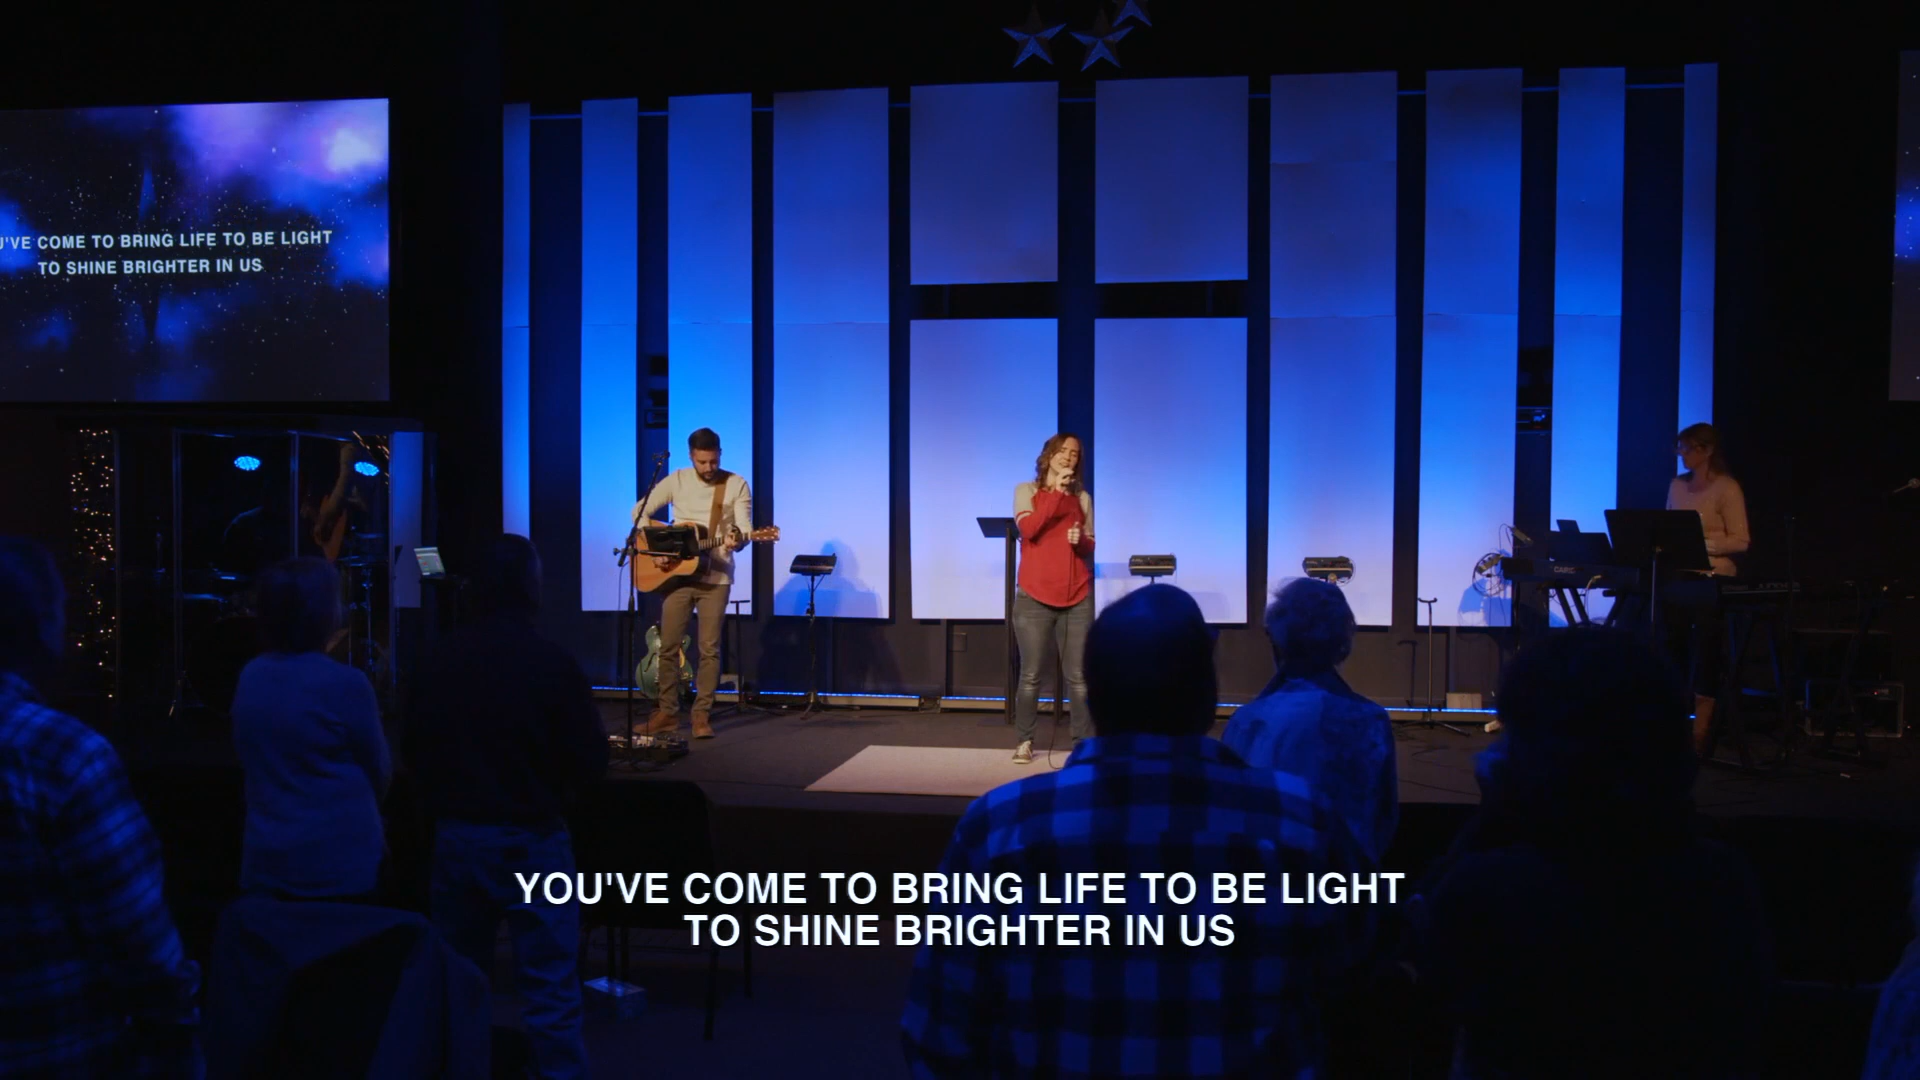 U'VE COME TO BRING LIFE TO BE LIGHT
TO SHINE BRIGHTER IN US
YOU'VE COME TO BRING LIFE TO BE LIGHT
TO SHINE BRIGHTER IN US